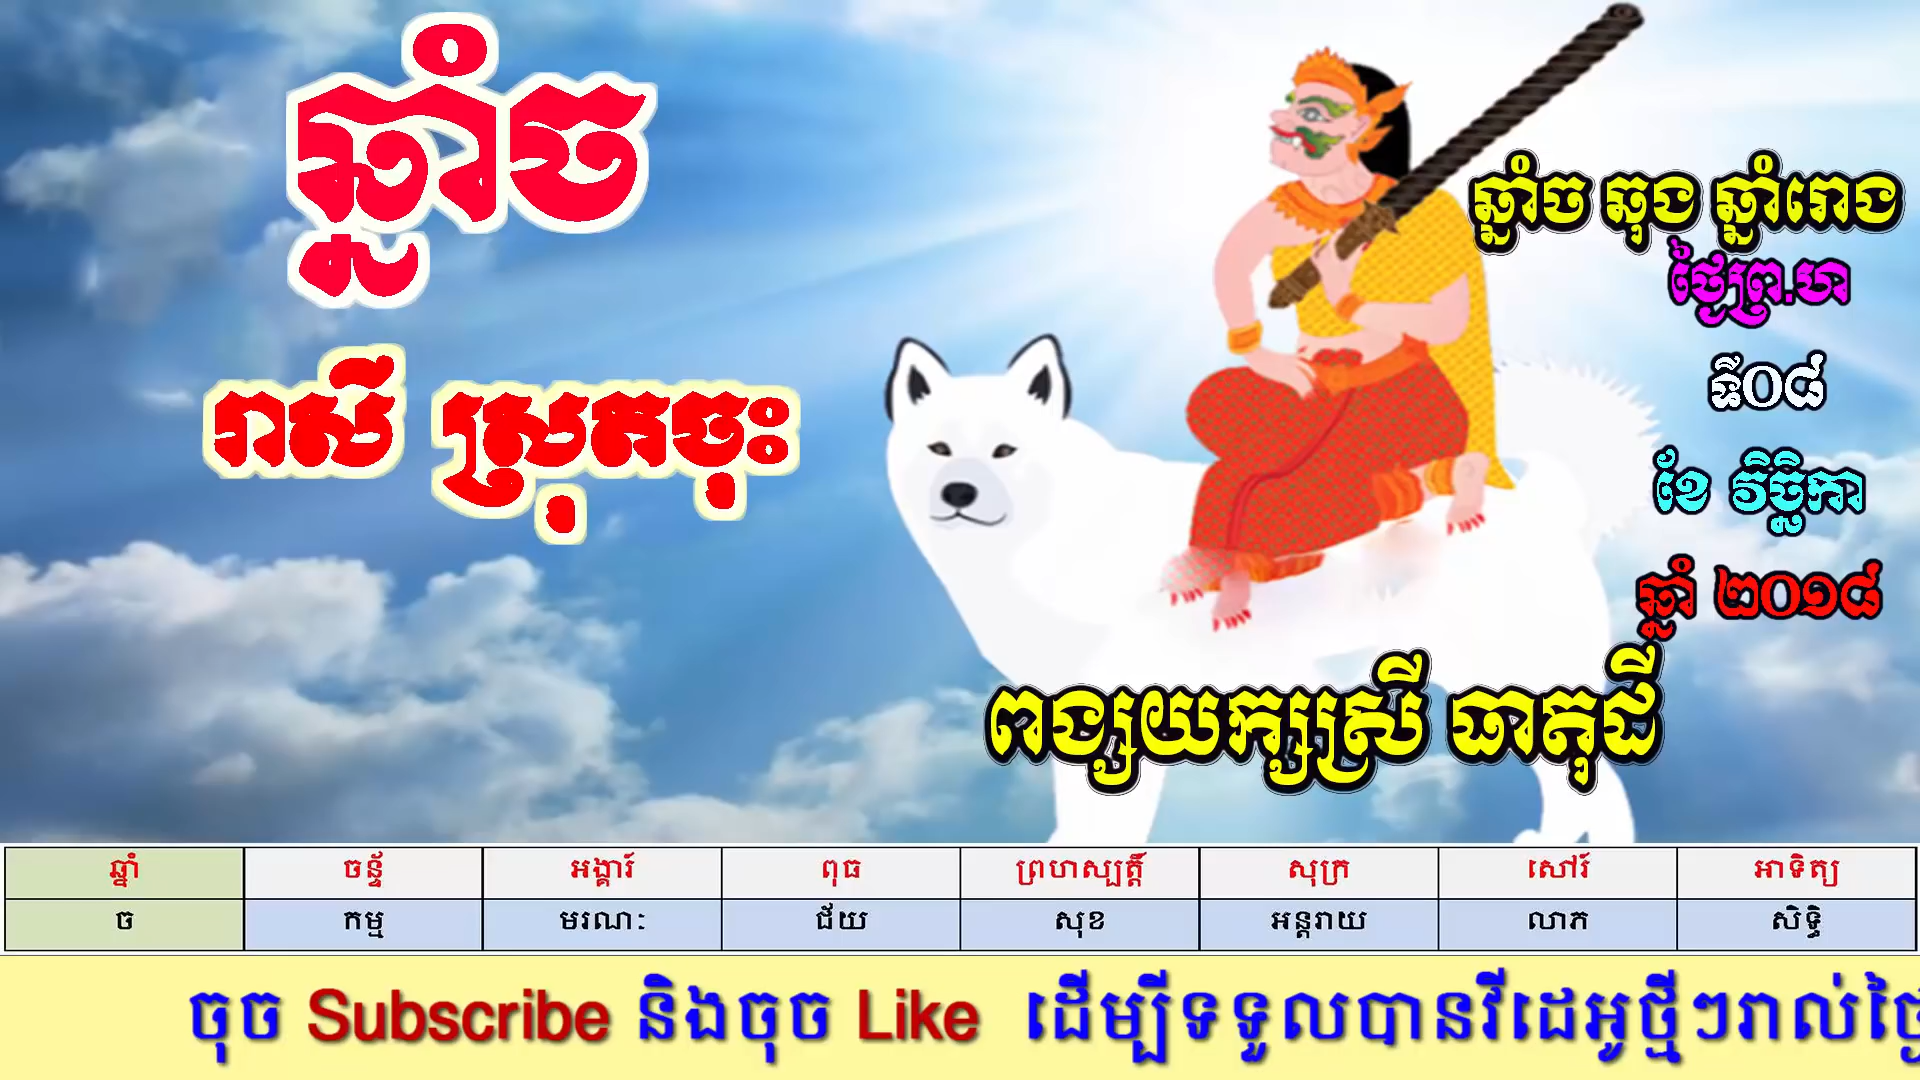 ឆ្នាំច
រាសី ស្រុតចុះ
ឆ្នាំច ឆុង ឆ្នាំរោង
ថ្ងៃព្រ.ហ
ទី០៨
ខែ វិច្ឆិកា
ឆ្នាំ ២០១៨
ពង្សយក្សស្រី ធាតុដី
ឆ្នាំ ចន្ទ័ អង្គារ៍ ពុធ ព្រហស្បត្តិ៍ សុក្រ សៅរ៍ អាទិត្យ
ច កម្ម មរណៈ ជ័យ សុខ អន្តរាយ លាភ សិទ្ធិ
ចុច Subscribe និងចុច Like ដើម្បីទទួលបានវីដេអូថ្មីៗរាល់ថ្ងៃ